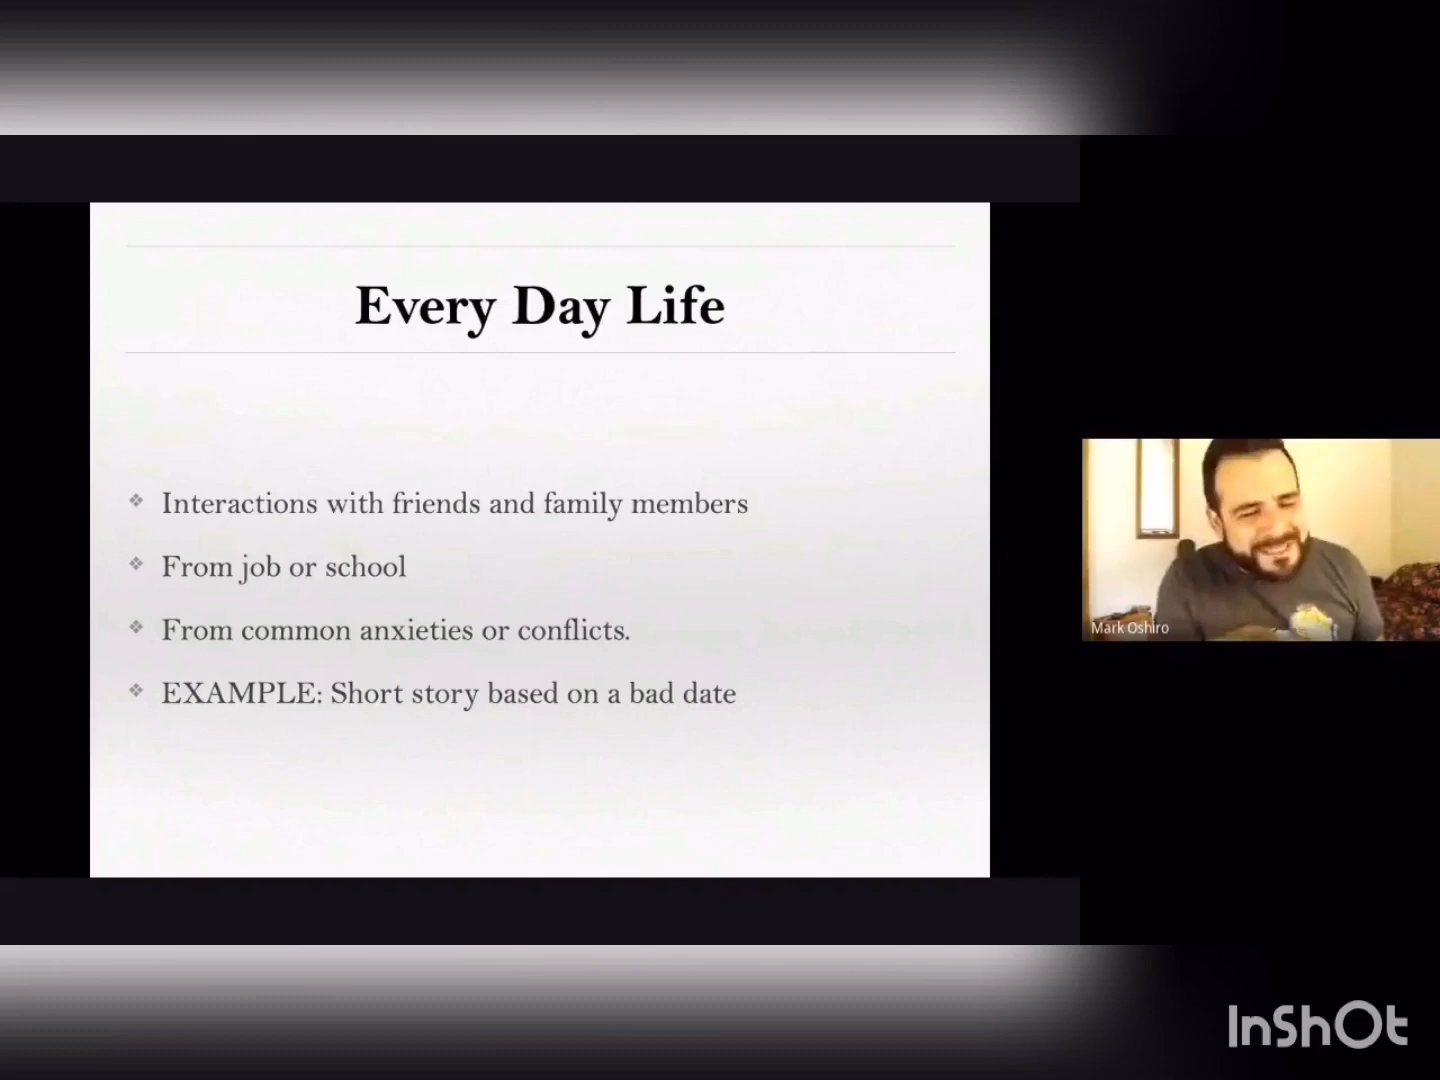 Every Day Life
Interactions with friends and family members
From job or school
From common anxieties or conflicts.
EXAMPLE: Short story based on a bad date
Mark Oshiro
InShOt